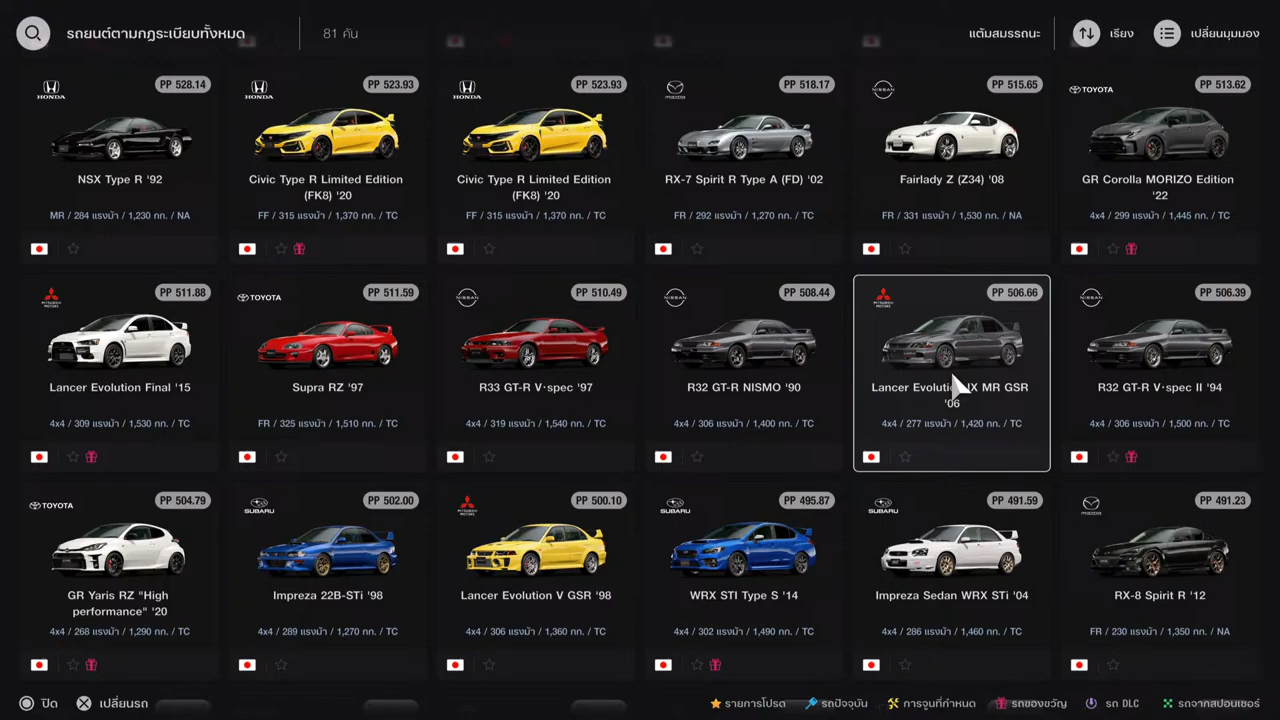 รถยนต์ตามกฎระเบียบทั้งหมด
81 คัน
แต้มสมรรถนะ
เรียง
เปลี่ยนมุมมอง
HONDA
PP 528.14
NSX Type R '92
MR / 284 แรงม้า / 1,230 กก. / NA
HONDA
PP 523.93
Civic Type R Limited Edition
(FK8) '20
FF / 315 แรงม้า / 1,370 กก. / TC
HONDA
PP 523.93
Civic Type R Limited Edition
(FK8) '20
FF / 315 แรงม้า / 1,370 กก. / TC
mazda
PP 518.17
RX-7 Spirit R Type A (FD) '02
FR / 292 แรงม้า / 1,270 กก. / TC
NISSAN
PP 515.65
Fairlady Z (Z34) '08
FR / 331 แรงม้า / 1,530 กก. / NA
TOYOTA
PP 513.62
GR Corolla MORIZO Edition
'22
4x4 / 299 แรงม้า / 1,445 กก. / TC
MITSUBISHI
MOTORS
PP 511.88
Lancer Evolution Final '15
4x4 / 309 แรงม้า / 1,530 กก. / TC
TOYOTA
PP 511.59
Supra RZ '97
FR / 325 แรงม้า / 1,510 กก. / TC
NISSAN
PP 510.49
R33 GT-R V·spec '97
4x4 / 319 แรงม้า / 1,540 กก. / TC
NISSAN
PP 508.44
R32 GT-R NISMO '90
4x4 / 306 แรงม้า / 1,400 กก. / TC
MITSUBISHI
MOTORS
PP 506.66
Lancer Evolution IX MR GSR
'06
4x4 / 277 แรงม้า / 1,420 กก. / TC
NISSAN
PP 506.39
R32 GT-R V·spec II '94
4x4 / 306 แรงม้า / 1,500 กก. / TC
TOYOTA
PP 504.79
GR Yaris RZ "High
performance" '20
4x4 / 268 แรงม้า / 1,290 กก. / TC
SUBARU
PP 502.00
Impreza 22B-STi '98
4x4 / 289 แรงม้า / 1,270 กก. / TC
MITSUBISHI
MOTORS
PP 500.10
Lancer Evolution V GSR '98
4x4 / 306 แรงม้า / 1,360 กก. / TC
SUBARU
PP 495.87
WRX STI Type S '14
4x4 / 302 แรงม้า / 1,490 กก. / TC
SUBARU
PP 491.59
Impreza Sedan WRX STi '04
4x4 / 286 แรงม้า / 1,460 กก. / TC
mazda
PP 491.23
RX-8 Spirit R '12
FR / 230 แรงม้า / 1,350 กก. / NA
ปิด
เปลี่ยนรถ
รายการโปรด
รถปัจจุบัน
การจูนที่กำหนด
รถของขวัญ
รถ DLC
รถจากสปอนเซอร์